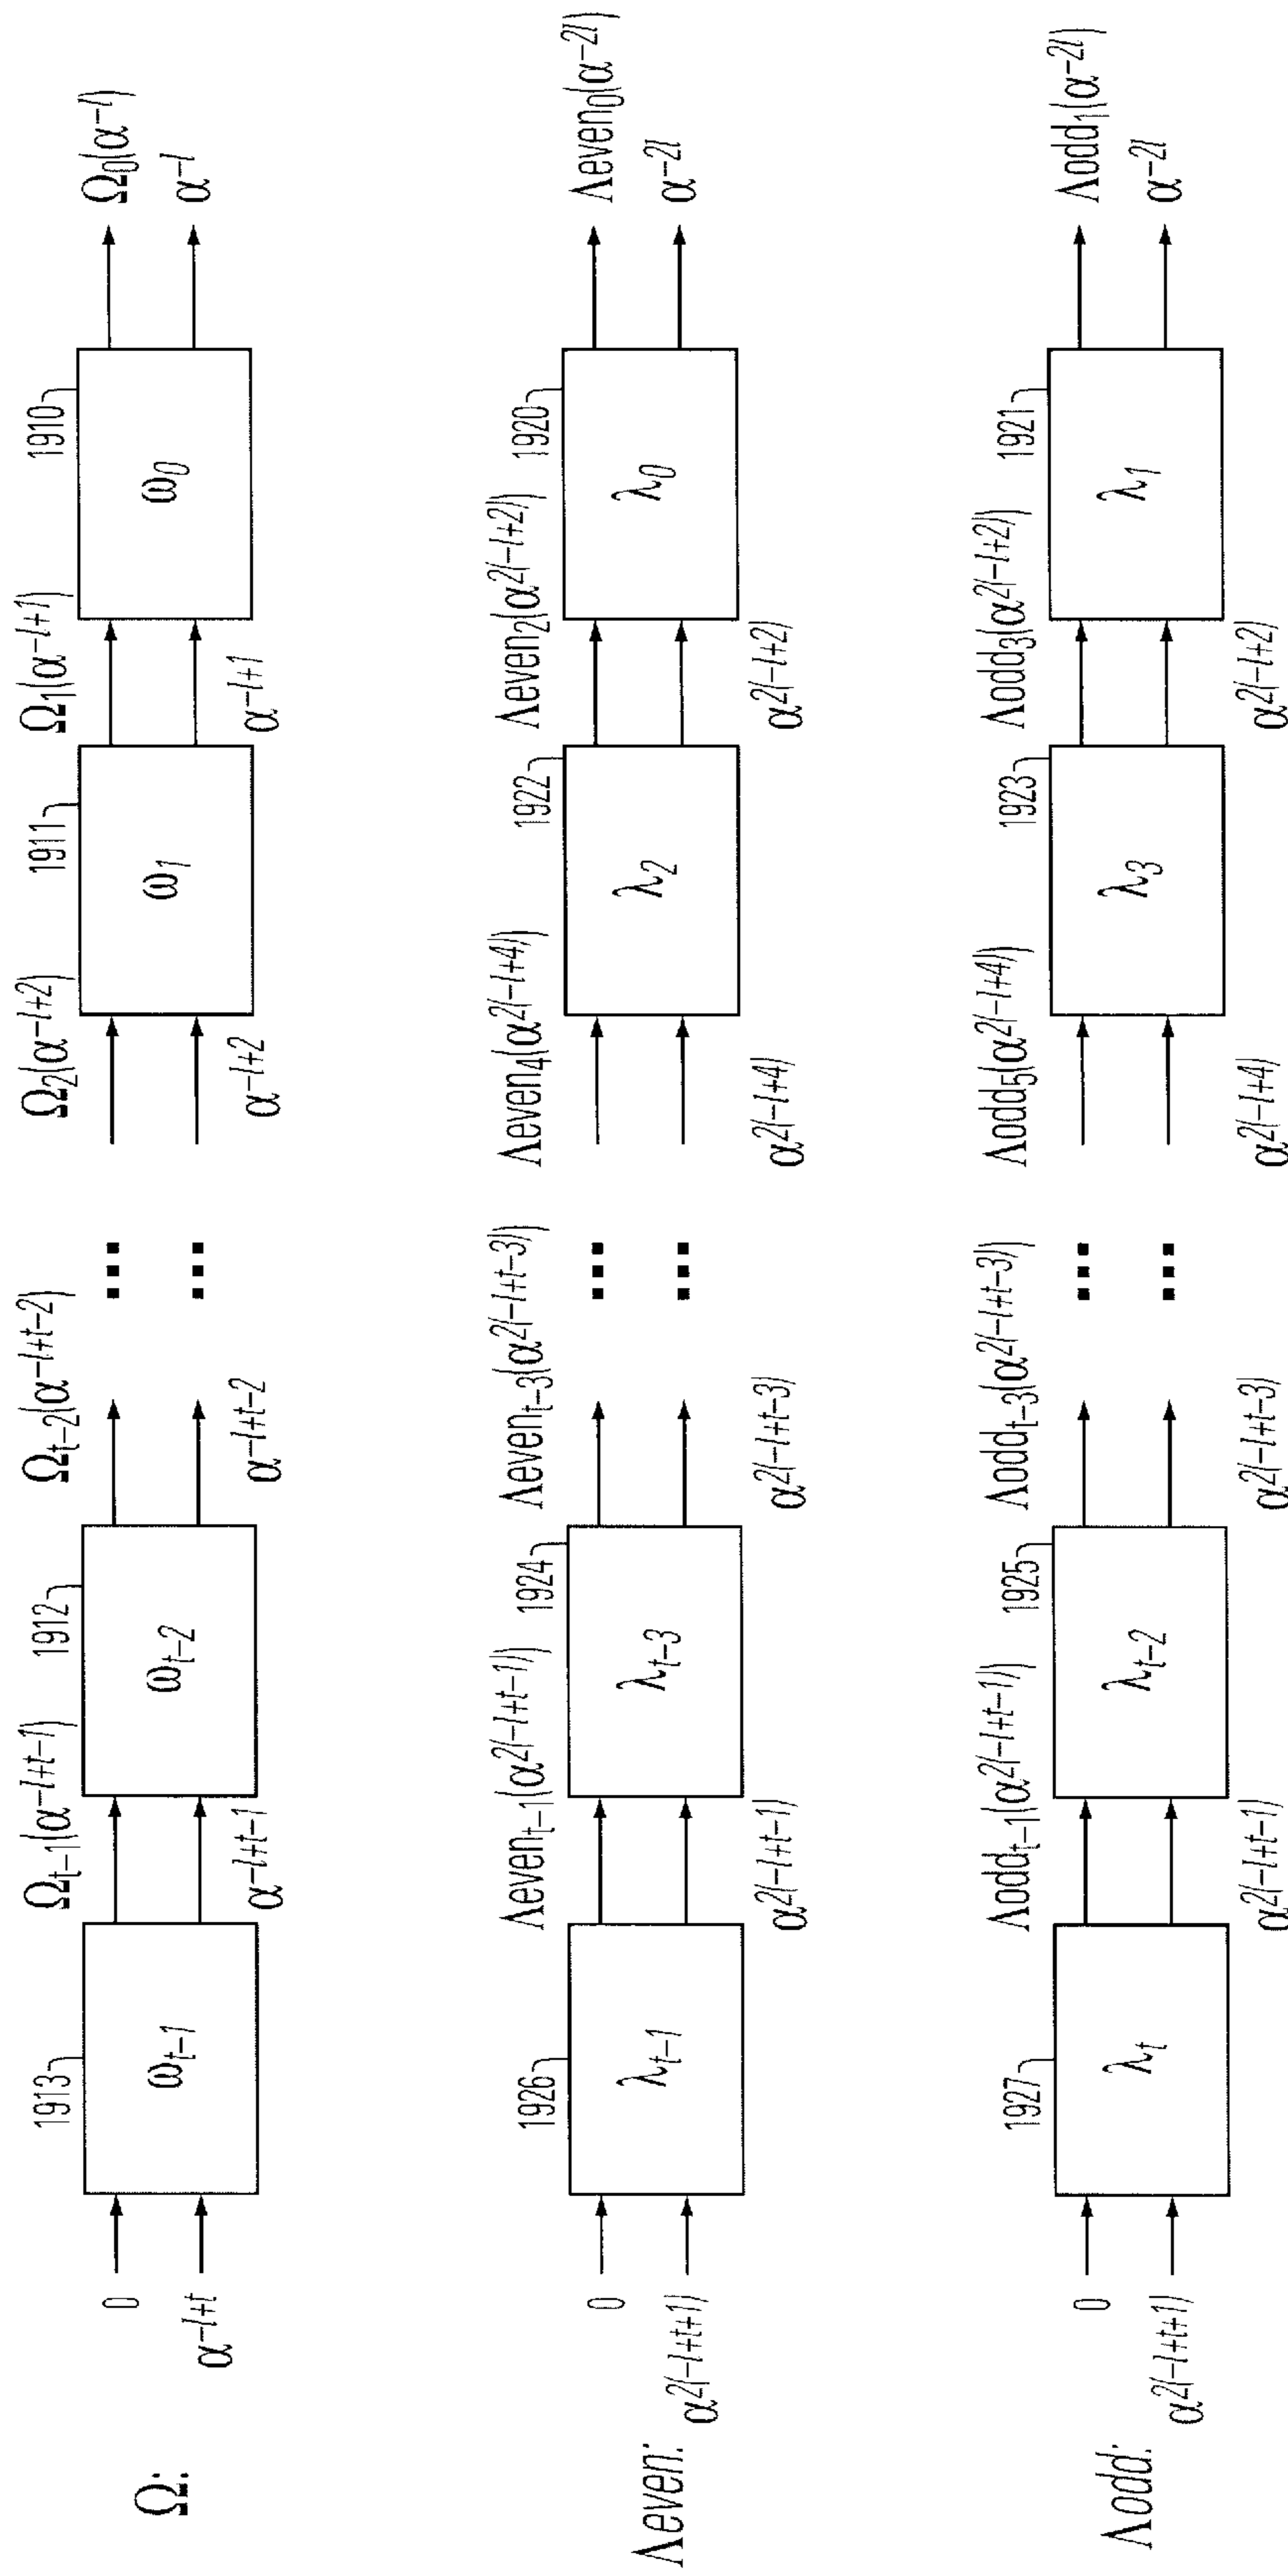 Ω:
0
α^{-l+t}
1913
ω_{t-1}
Ω_{t-1}(α^{-l+t-1})
α^{-l+t-1}
1912
ω_{t-2}
Ω_{t-2}(α^{-l+t-2})
α^{-l+t-2}
...
...
Ω_2(α^{-l+2})
α^{-l+2}
1911
ω_1
Ω_1(α^{-l+1})
α^{-l+1}
1910
ω_0
Ω_0(α^{-l})
α^{-l}
Λeven:
0
α^{2(-l+t+1)}
1926
λ_{t-1}
Λeven_{t-1}(α^{2(-l+t-1)})
α^{2(-l+t-1)}
1924
λ_{t-3}
Λeven_{t-3}(α^{2(-l+t-3)})
α^{2(-l+t-3)}
...
...
Λeven_4(α^{2(-l+4)})
α^{2(-l+4)}
1922
λ_2
Λeven_2(α^{2(-l+2)})
α^{2(-l+2)}
1920
λ_0
Λeven_0(α^{-2l})
α^{-2l}
Λodd:
0
α^{2(-l+t+1)}
1927
λ_t
Λodd_{t-1}(α^{2(-l+t-1)})
α^{2(-l+t-1)}
1925
λ_{t-2}
Λodd_{t-3}(α^{2(-l+t-3)})
α^{2(-l+t-3)}
...
...
Λodd_5(α^{2(-l+4)})
α^{2(-l+4)}
1923
λ_3
Λodd_3(α^{2(-l+2)})
α^{2(-l+2)}
1921
λ_1
Λodd_1(α^{-2l})
α^{-2l}